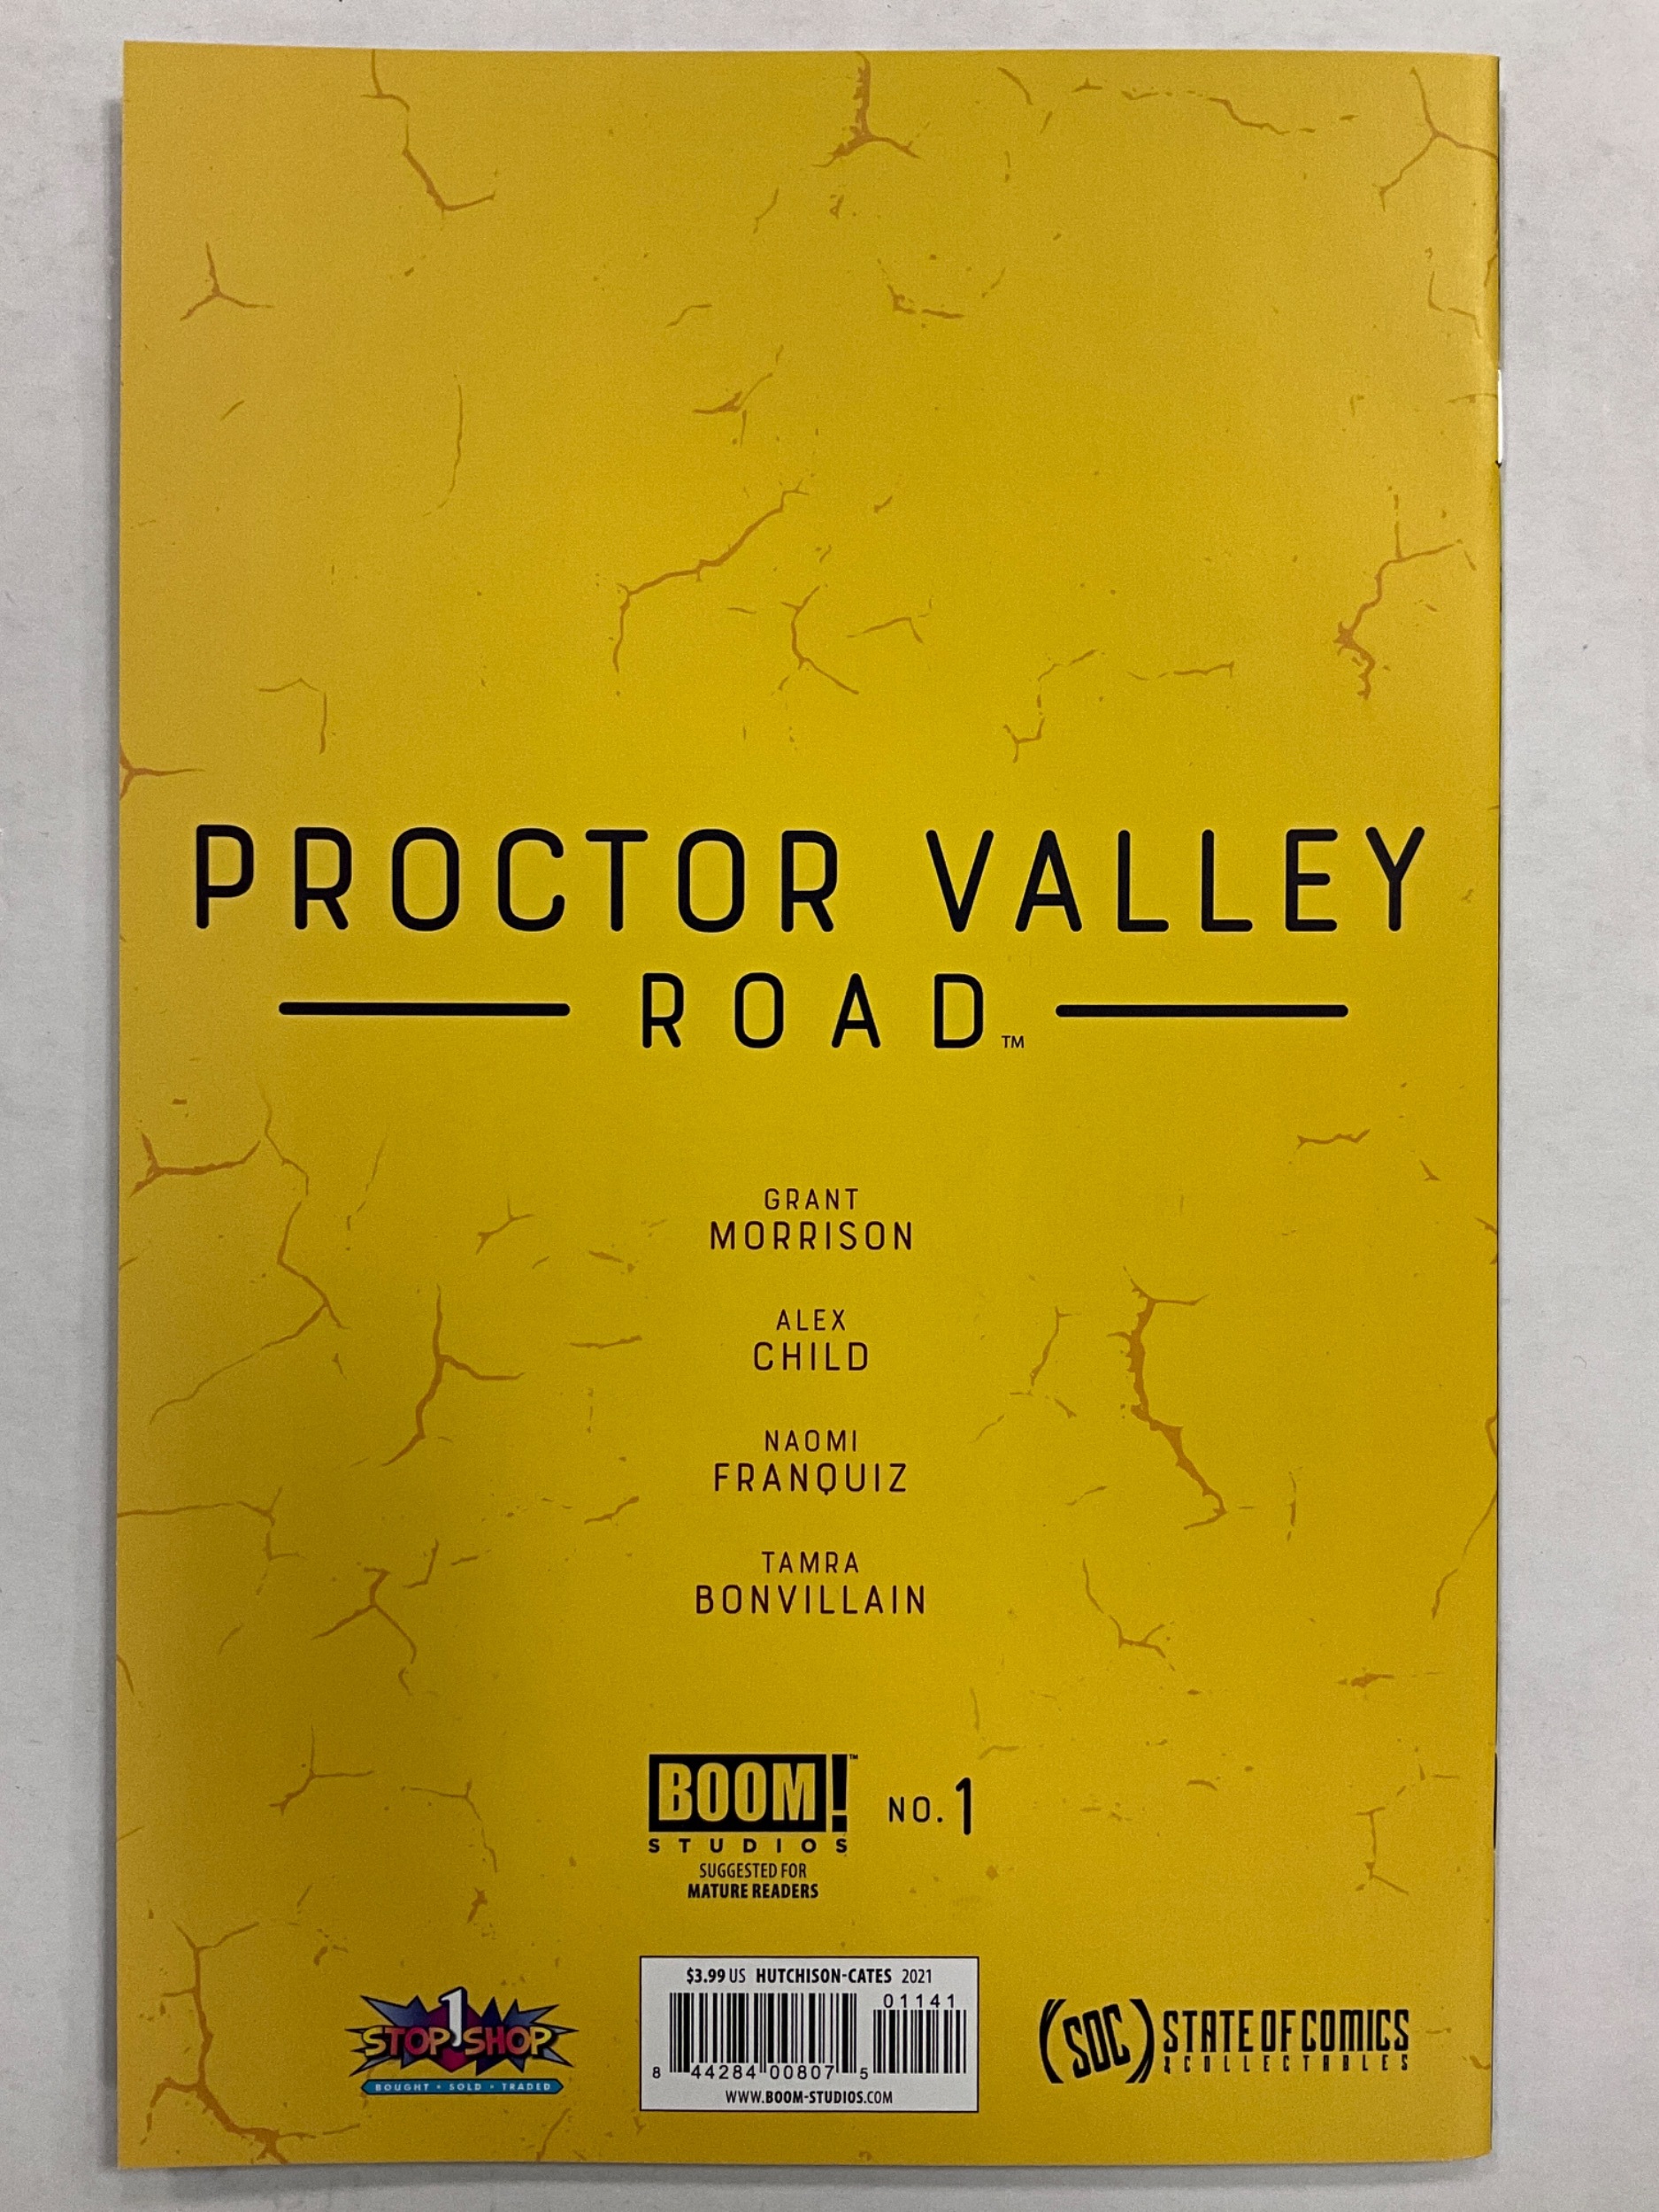 PROCTOR VALLEY
ROAD™
GRANT
MORRISON
ALEX
CHILD
NAOMI
FRANQUIZ
TAMRA
BONVILLAIN
BOOM!™
STUDIOS
NO. 1
SUGGESTED FOR
MATURE READERS
$3.99 US HUTCHISON-CATES 2021
01141
8 44284 00807 5
WWW.BOOM-STUDIOS.COM
1
STOP SHOP
BOUGHT • SOLD • TRADED
(SOC) STATE OF COMICS
& COLLECTABLES